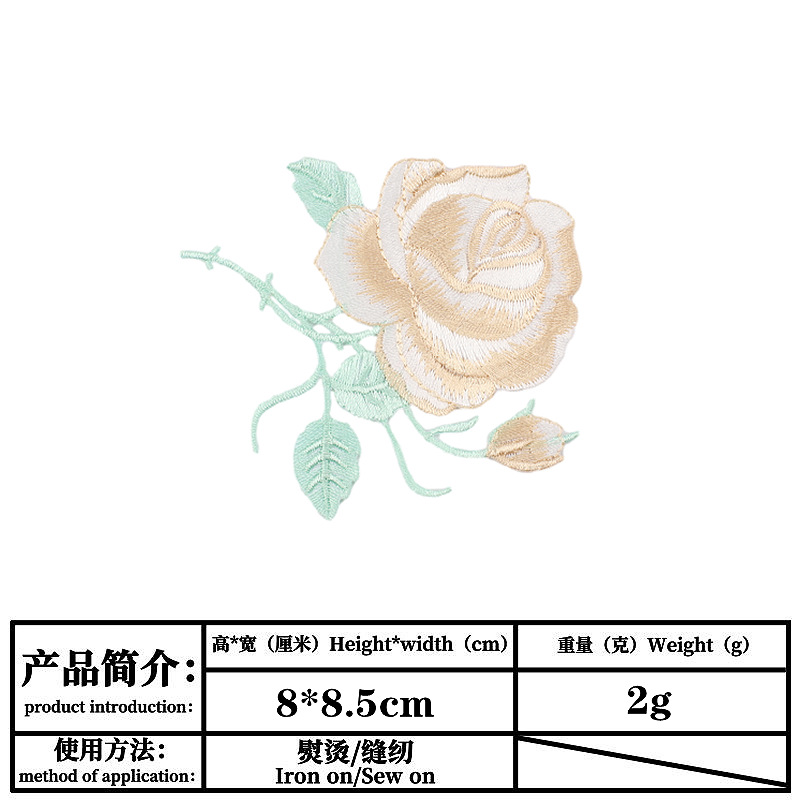 产品简介：
product introduction：
高*宽（厘米）Height*width（cm）
重量（克）Weight（g）
8*8.5cm
2g
使用方法：
method of application：
熨烫/缝纫
Iron on/Sew on